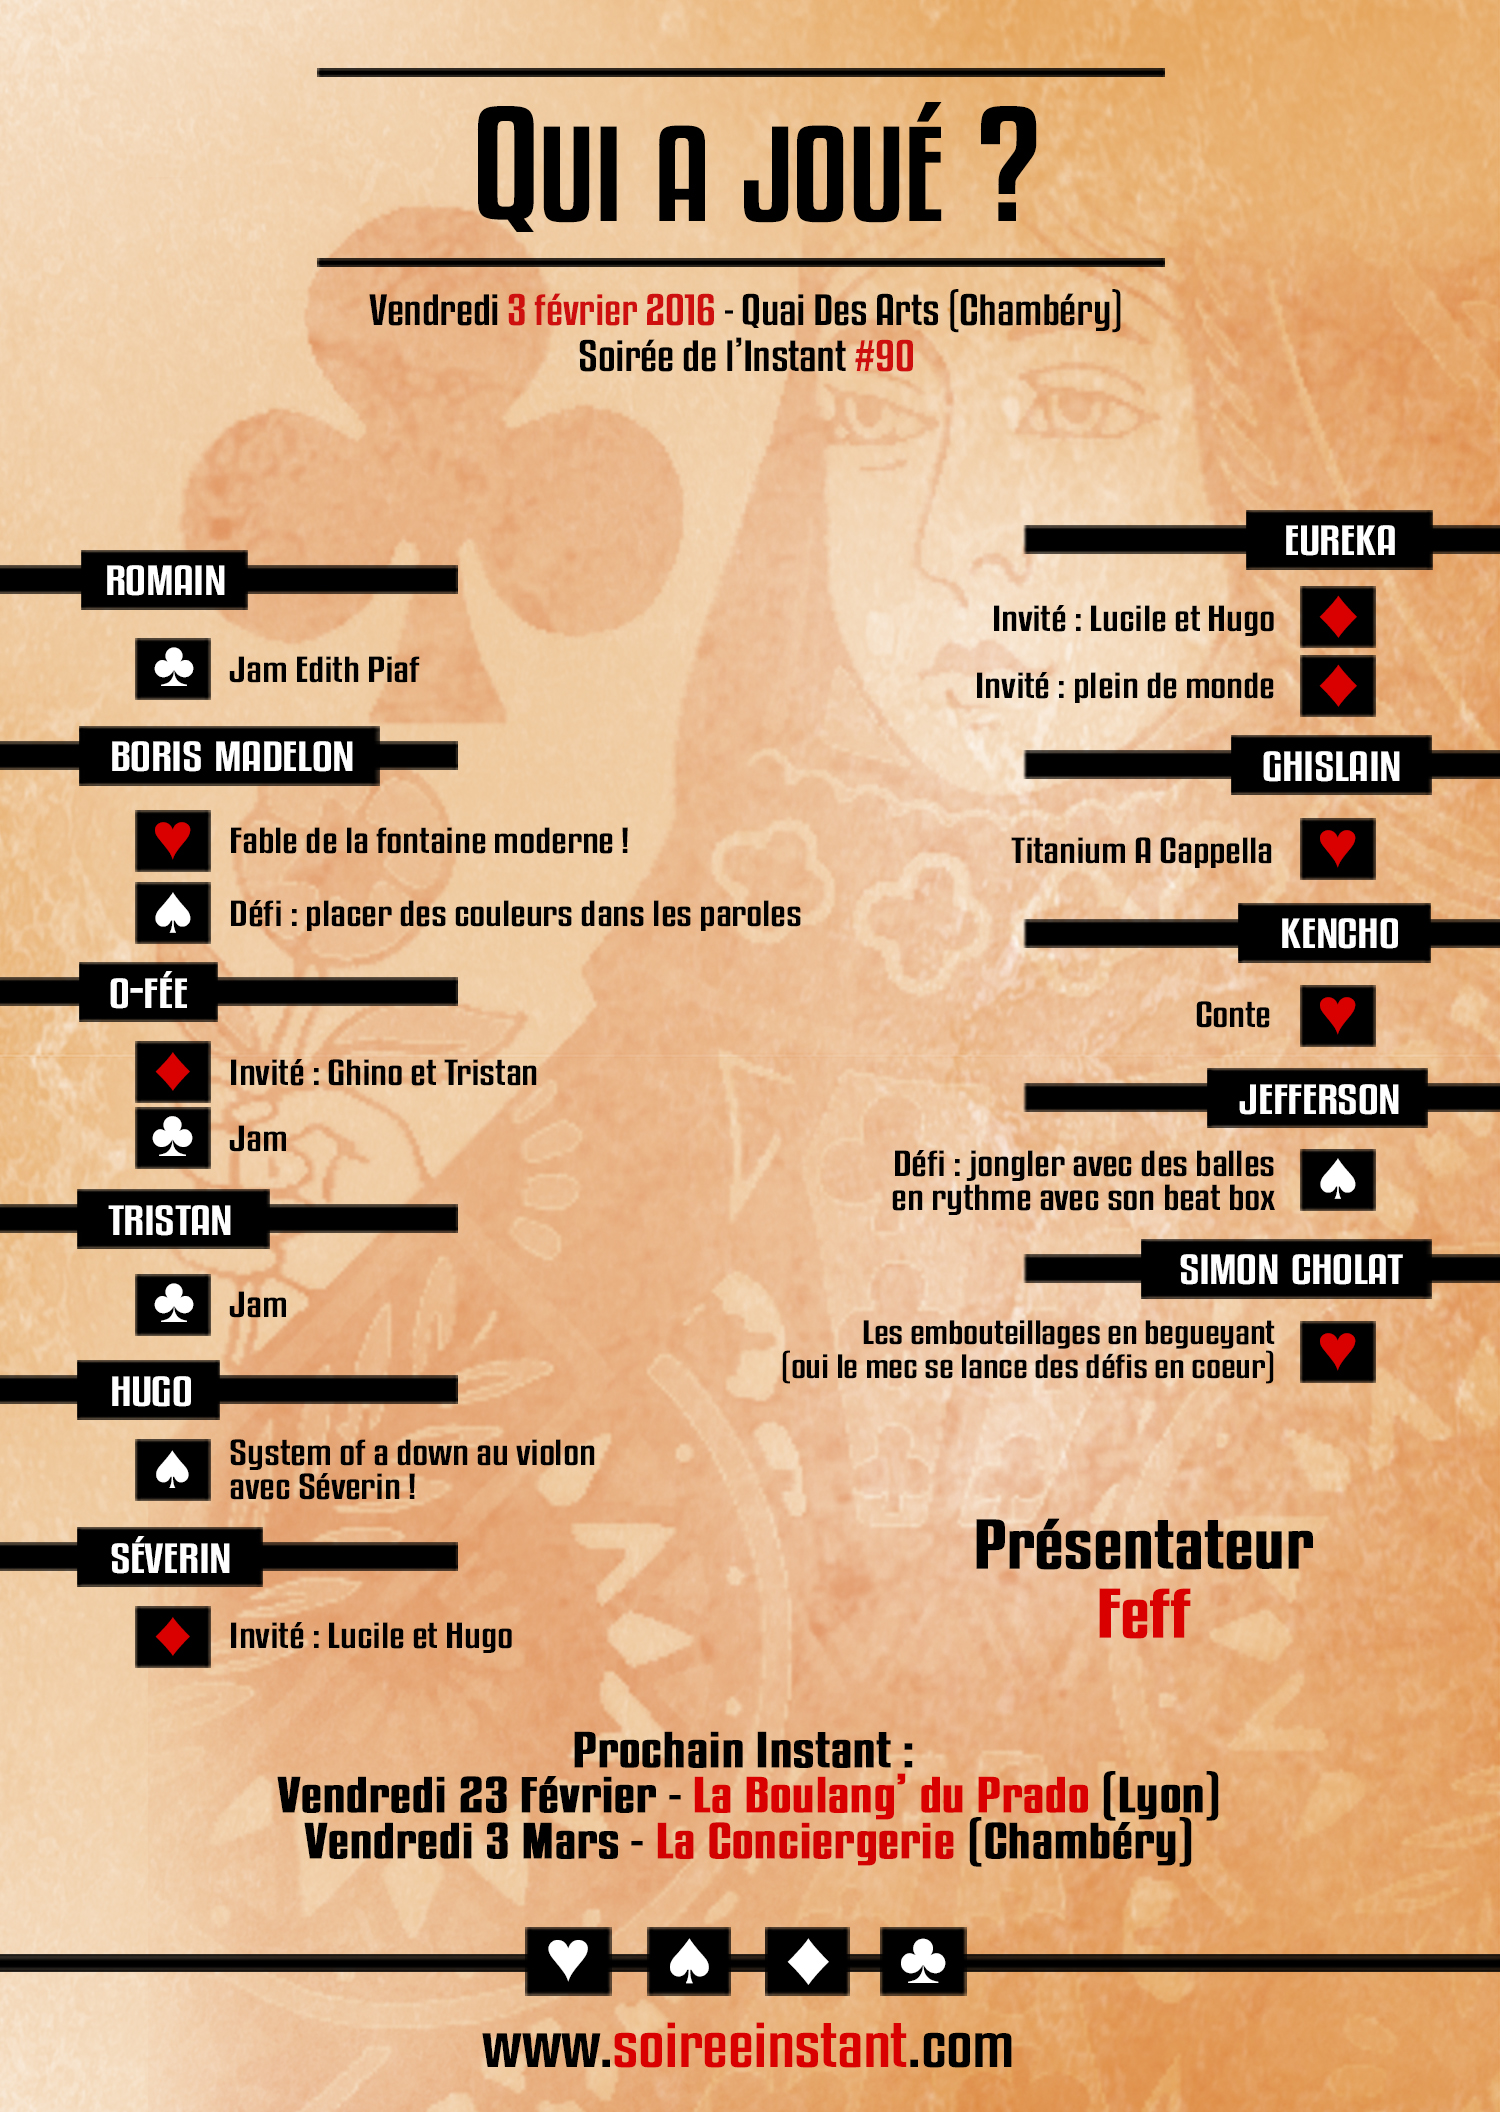 Qui a joué ?
Vendredi 3 février 2016 - Quai Des Arts (Chambéry)
Soirée de l'Instant #90
ROMAIN
Jam Edith Piaf
BORIS MADELON
Fable de la fontaine moderne !
Défi : placer des couleurs dans les paroles
O-FÉE
Invité : Ghino et Tristan
Jam
TRISTAN
Jam
HUGO
System of a down au violon
avec Séverin !
SÉVERIN
Invité : Lucile et Hugo
EUREKA
Invité : Lucile et Hugo
Invité : plein de monde
GHISLAIN
Titanium A Cappella
KENCHO
Conte
JEFFERSON
Défi : jongler avec des balles
en rythme avec son beat box
SIMON CHOLAT
Les embouteillages en begueyant
(oui le mec se lance des défis en coeur)
Présentateur
Feff
Prochain Instant :
Vendredi 23 Février - La Boulang' du Prado (Lyon)
Vendredi 3 Mars - La Conciergerie (Chambéry)
www.soireeinstant.com